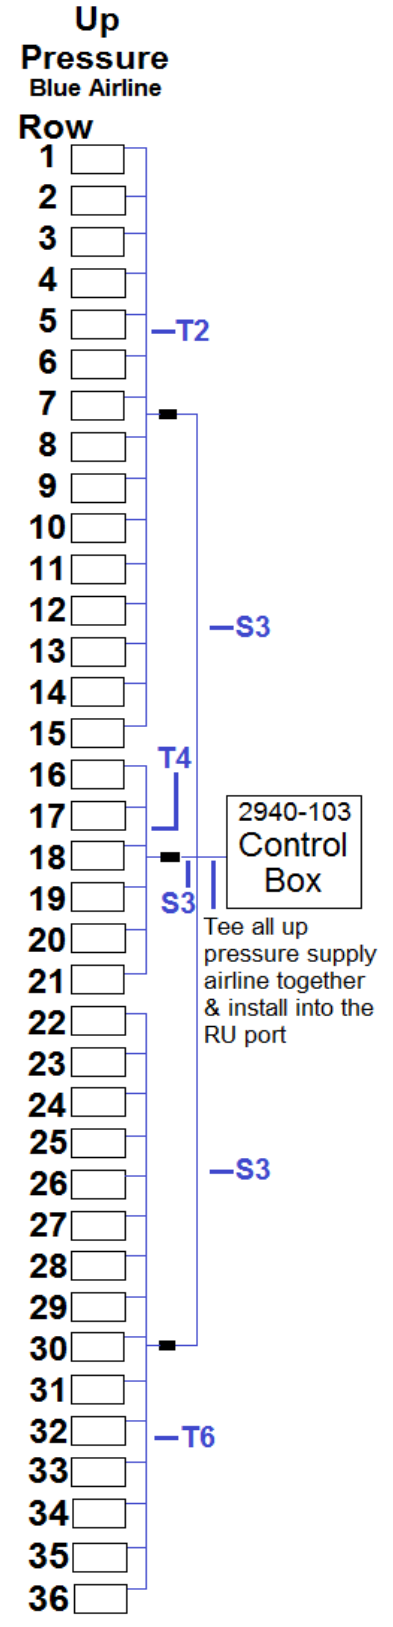 Up
Pressure
Blue Airline
Row
1
2
3
4
5
T2
6
7
8
9
10
11
12
S3
13
14
15
T4
16
17
2940-103
Control
Box
18
19
S3
Tee all up
pressure supply
airline together
& install into the
RU port
20
21
22
23
24
25
S3
26
27
28
29
30
31
32
T6
33
34
35
36